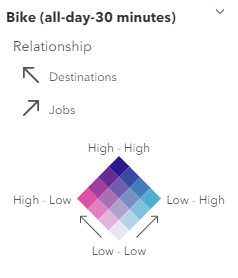 Bike (all-day-30 minutes)
Relationship
Destinations
Jobs
High - High
High - Low
Low - High
Low - Low